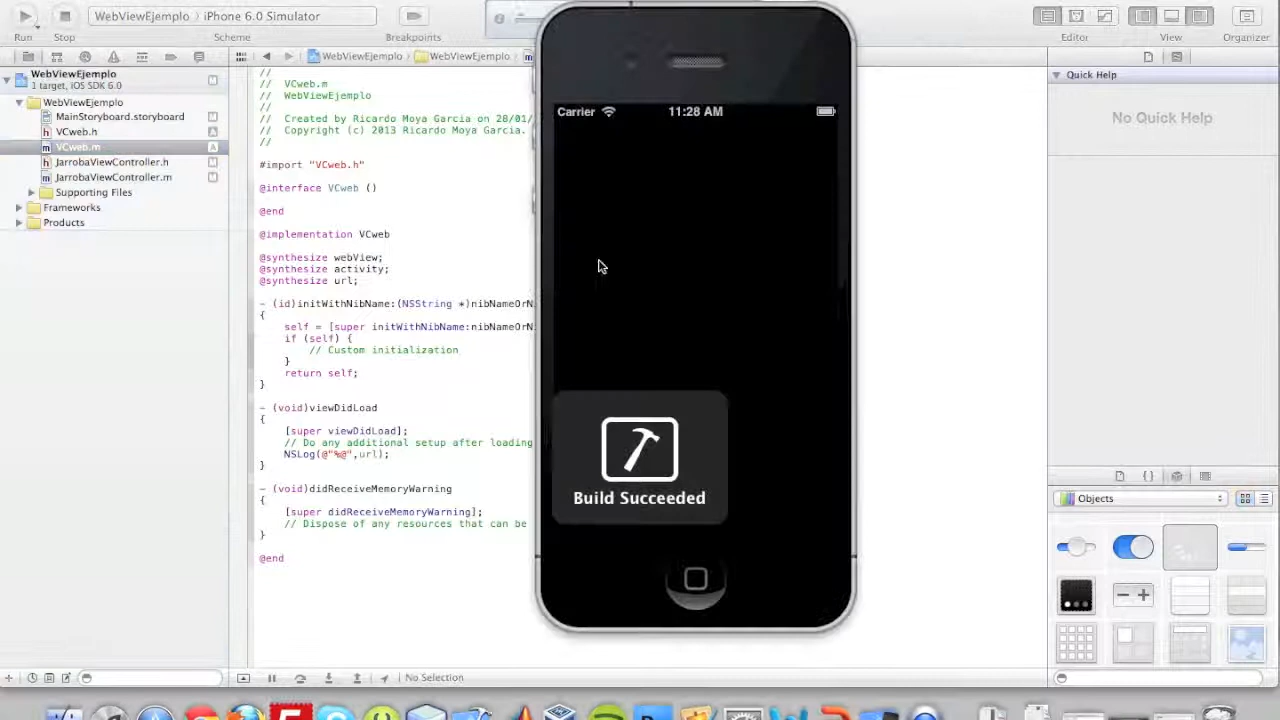 WebViewEjemplo
iPhone 6.0 Simulator
Run
Stop
Scheme
Breakpoints
Editor
View
Organizer
WebViewEjemplo
1 target, iOS SDK 6.0
WebViewEjemplo
MainStoryboard.storyboard
VCweb.h
VCweb.m
JarrobaViewController.h
JarrobaViewController.m
Supporting Files
Frameworks
Products
WebViewEjemplo
WebViewEjemplo
//
// VCweb.m
// WebViewEjemplo
//
// Created by Ricardo Moya Garcia on 28/01/
// Copyright (c) 2013 Ricardo Moya Garcia.
//
#import "VCweb.h"
@interface VCweb ()
@end
@implementation VCweb
@synthesize webView;
@synthesize activity;
@synthesize url;
- (id)initWithNibName:(NSString *)nibNameOrN
{
self = [super initWithNibName:nibNameOrN
if (self) {
// Custom initialization
}
return self;
}
- (void)viewDidLoad
{
[super viewDidLoad];
// Do any additional setup after loading
NSLog(@"%@",url);
}
- (void)didReceiveMemoryWarning
{
[super didReceiveMemoryWarning];
// Dispose of any resources that can be
}
@end
Carrier
11:28 AM
Build Succeeded
Quick Help
No Quick Help
Objec
No Selection